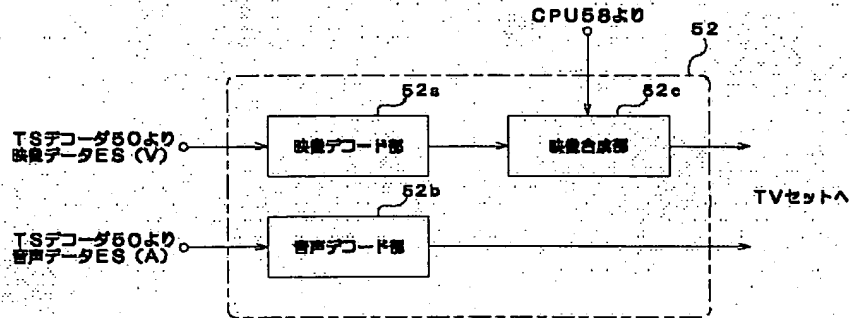 CPU58より
52
52a
52c
TSデコーダ50より
映像データES (V)
映像デコード部
映像合成部
52b
TVセットへ
TSデコーダ50より
音声データES (A)
音声デコード部